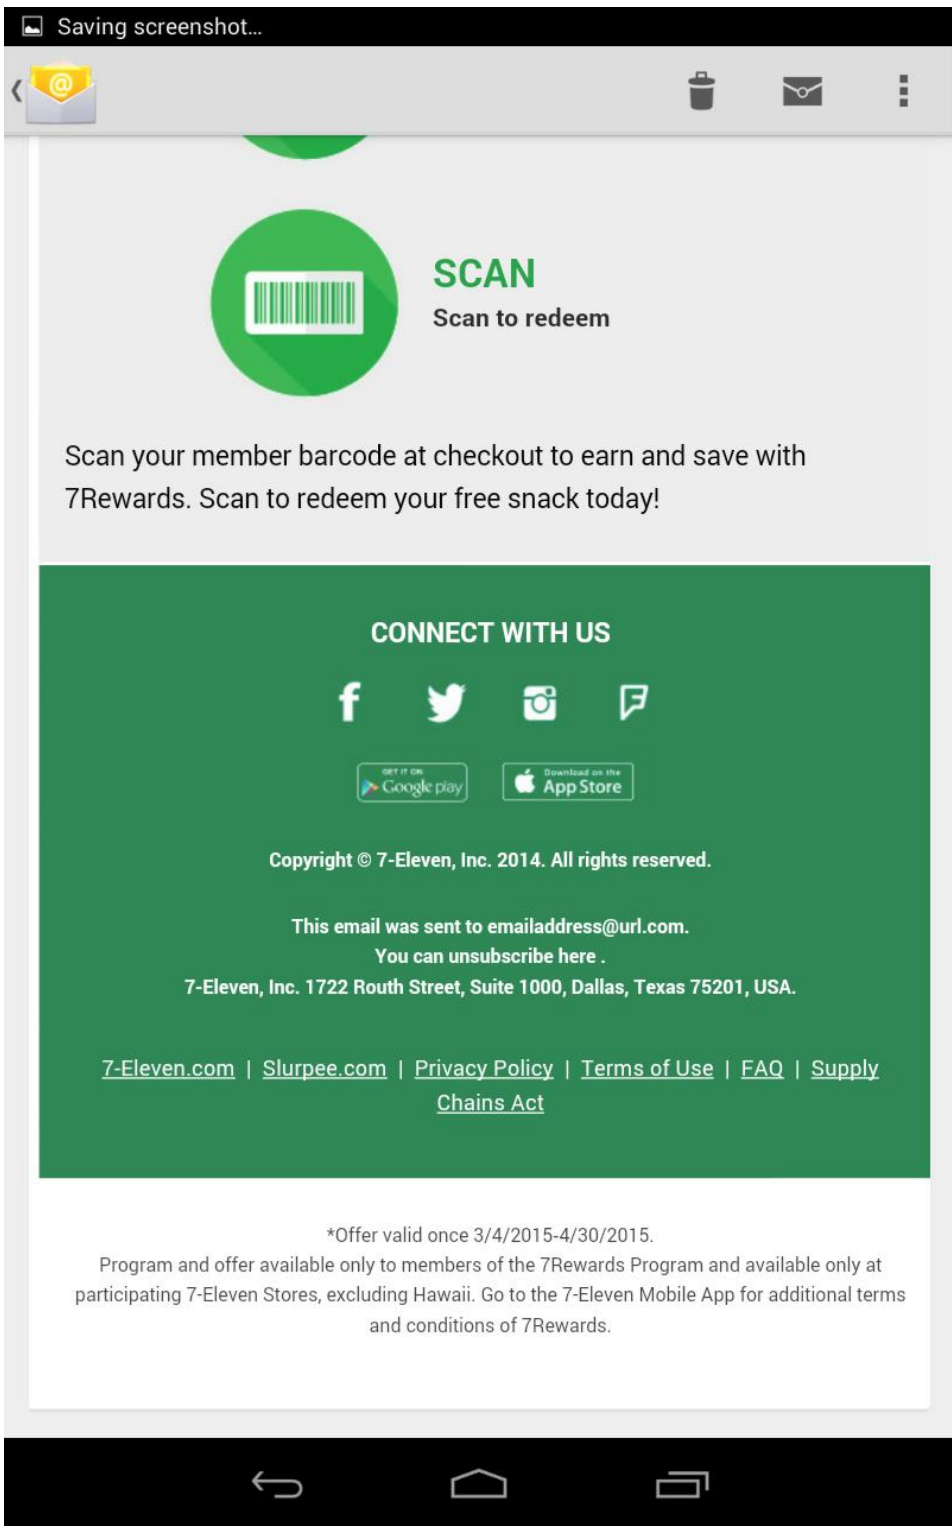 Saving screenshot...
SCAN
Scan to redeem
Scan your member barcode at checkout to earn and save with
7Rewards. Scan to redeem your free snack today!
CONNECT WITH US
GET IT ON
Google play
Download on the
App Store
Copyright © 7-Eleven, Inc. 2014. All rights reserved.
This email was sent to emailaddress@url.com.
You can unsubscribe here .
7-Eleven, Inc. 1722 Routh Street, Suite 1000, Dallas, Texas 75201, USA.
7-Eleven.com | Slurpee.com | Privacy Policy | Terms of Use | FAQ | Supply
Chains Act
*Offer valid once 3/4/2015-4/30/2015.
Program and offer available only to members of the 7Rewards Program and available only at
participating 7-Eleven Stores, excluding Hawaii. Go to the 7-Eleven Mobile App for additional terms
and conditions of 7Rewards.